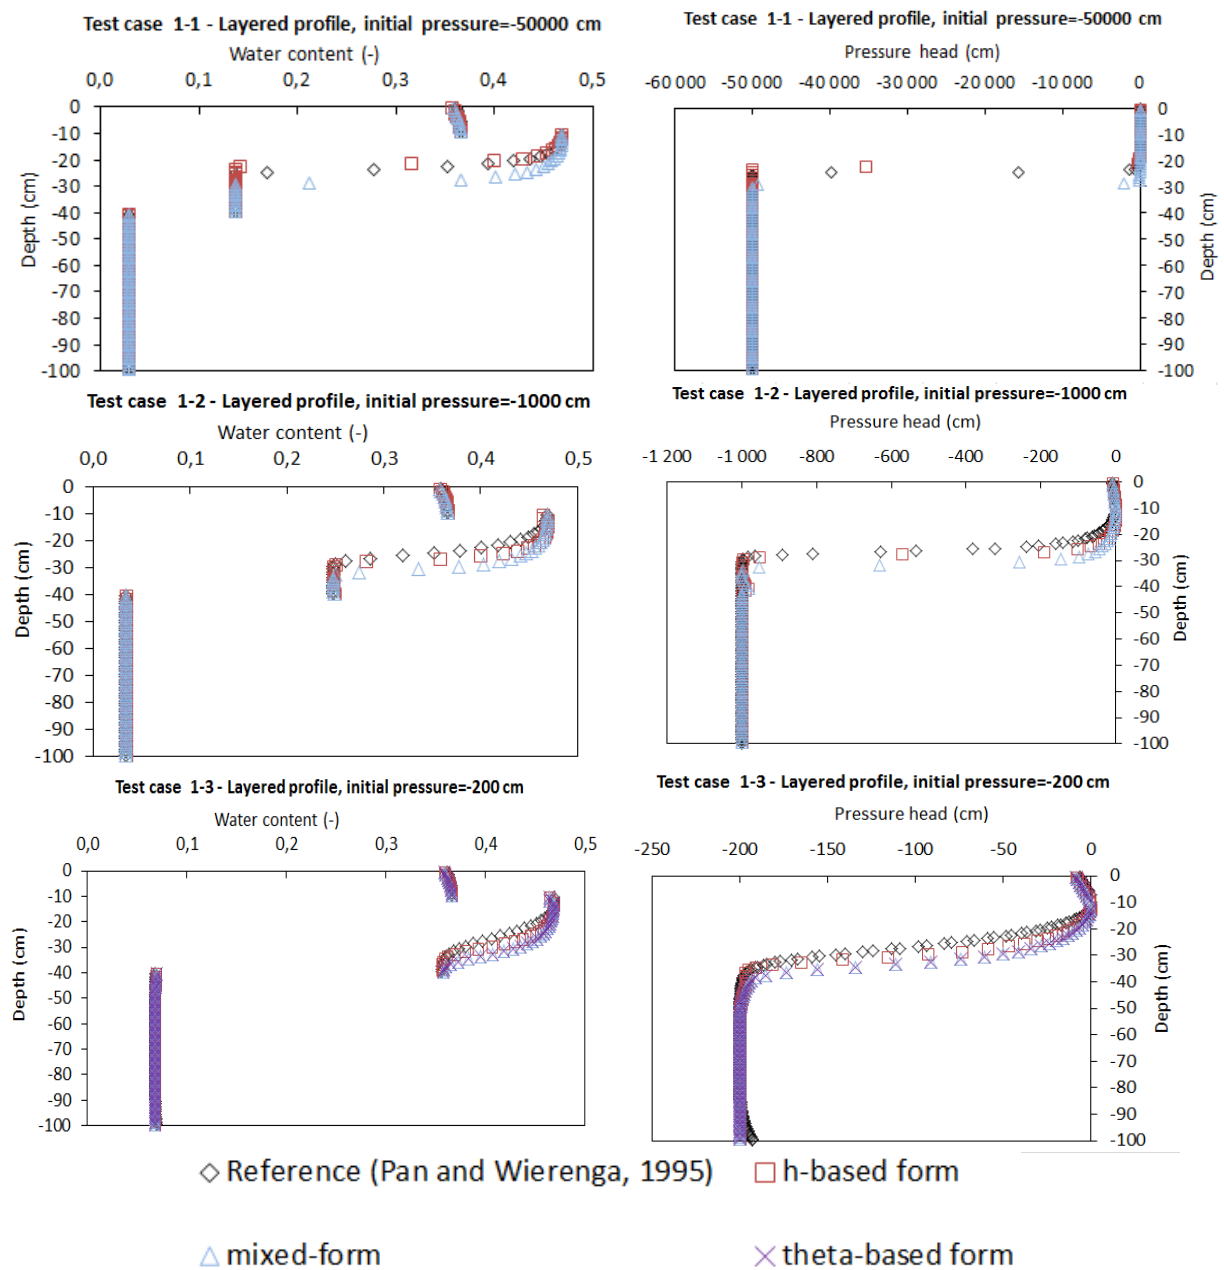 Test case 1-1 - Layered profile, initial pressure=-50000 cm
Water content (-)
0,0 0,1 0,2 0,3 0,4 0,5
0
-10
-20
-30
-40
-50
-60
-70
-80
-90
-100
Depth (cm)
Test case 1-1 - Layered profile, initial pressure=-50000 cm
Pressure head (cm)
-60 000 -50 000 -40 000 -30 000 -20 000 -10 000 0
0
-10
-20
-30
-40
-50
-60
-70
-80
-90
-100
Depth (cm)
Test case 1-2 - Layered profile, initial pressure=-1000 cm
Water content (-)
0,0 0,1 0,2 0,3 0,4 0,5
0
-10
-20
-30
-40
-50
-60
-70
-80
-90
-100
Depth (cm)
Test case 1-2 - Layered profile, initial pressure=-1000 cm
Pressure head (cm)
-1 200 -1 000 -800 -600 -400 -200 0
0
-10
-20
-30
-40
-50
-60
-70
-80
-90
-100
Depth (cm)
Test case 1-3 - Layered profile, initial pressure=-200 cm
Water content (-)
0,0 0,1 0,2 0,3 0,4 0,5
0
-10
-20
-30
-40
-50
-60
-70
-80
-90
-100
Depth (cm)
Test case 1-3 - Layered profile, initial pressure=-200 cm
Pressure head (cm)
-250 -200 -150 -100 -50 0
0
-10
-20
-30
-40
-50
-60
-70
-80
-90
-100
Depth (cm)
Reference (Pan and Wierenga, 1995)
h-based form
mixed-form
theta-based form